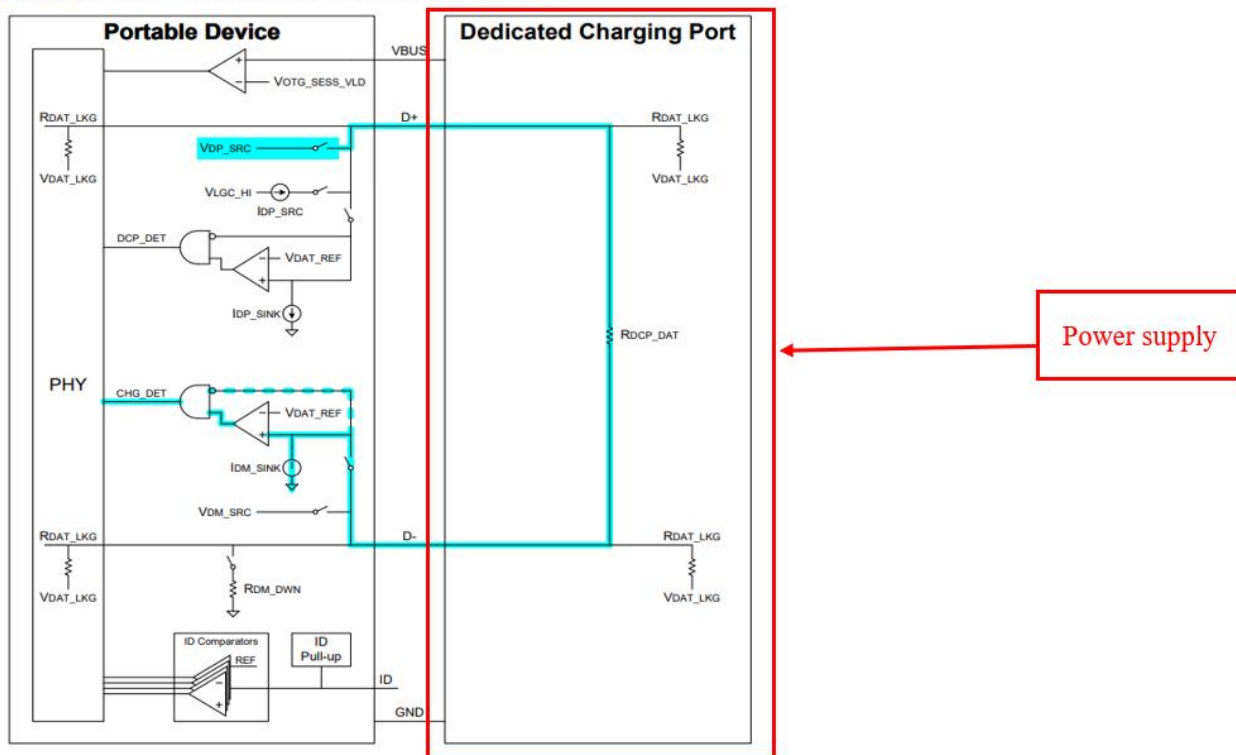 Portable Device
Dedicated Charging Port
VBUS
VOTG_SESS_VLD
RDAT_LKG
D+
RDAT_LKG
VDP_SRC
VDAT_LKG
VDAT_LKG
VLGC_HI
IDP_SRC
DCP_DET
VDAT_REF
IDP_SINK
RDCP_DAT
Power supply
PHY
CHG_DET
VDAT_REF
IDM_SINK
VDM_SRC
RDAT_LKG
D-
RDAT_LKG
RDM_DWN
VDAT_LKG
VDAT_LKG
ID Comparators
REF
ID
Pull-up
ID
GND